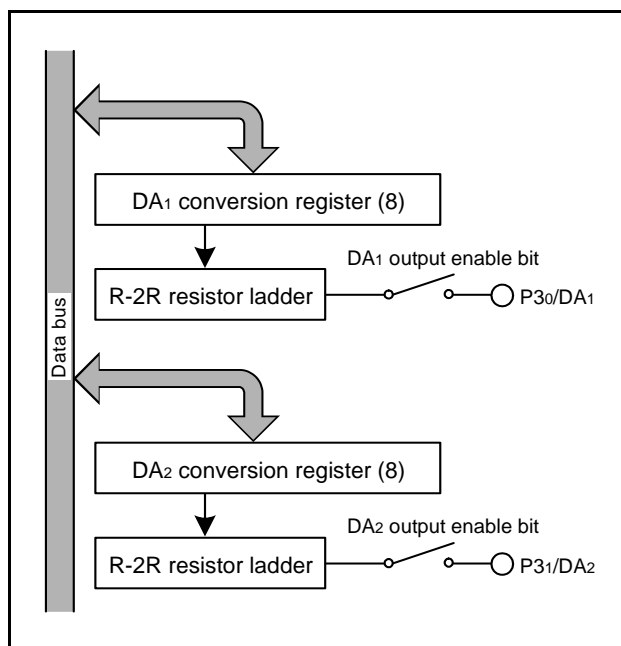 DA1 conversion register (8)
DA1 output enable bit
R-2R resistor ladder
P30/DA1
Data bus
DA2 conversion register (8)
DA2 output enable bit
R-2R resistor ladder
P31/DA2